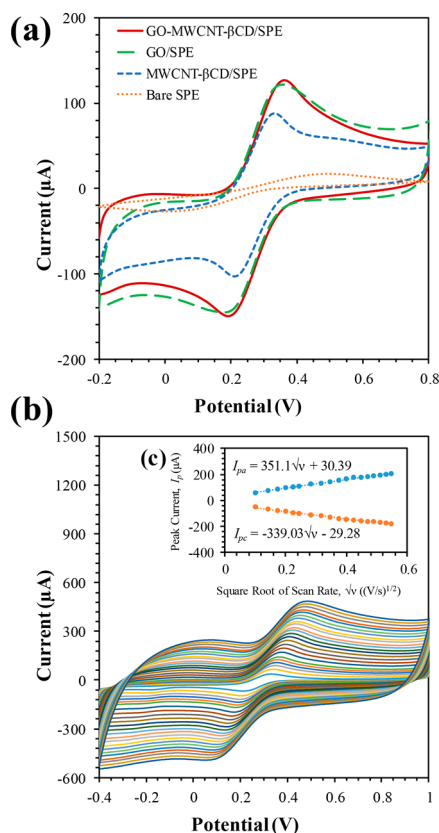 (a)
GO-MWCNT-βCD/SPE
GO/SPE
MWCNT-βCD/SPE
Bare SPE
200
100
0
-100
-200
Current (µA)
-0.2 0 0.2 0.4 0.6 0.8
Potential (V)
(b)
1500
1200
900
600
300
0
-300
-600
Current (µA)
-0.4 -0.2 0 0.2 0.4 0.6 0.8 1
Potential (V)
(c)
400
200
0
-200
-400
Peak Current, Ip (µA)
Ipa = 351.1√ν + 30.39
Ipc = -339.03√ν - 29.28
0 0.2 0.4 0.6
Square Root of Scan Rate, √ν ((V/s)1/2)